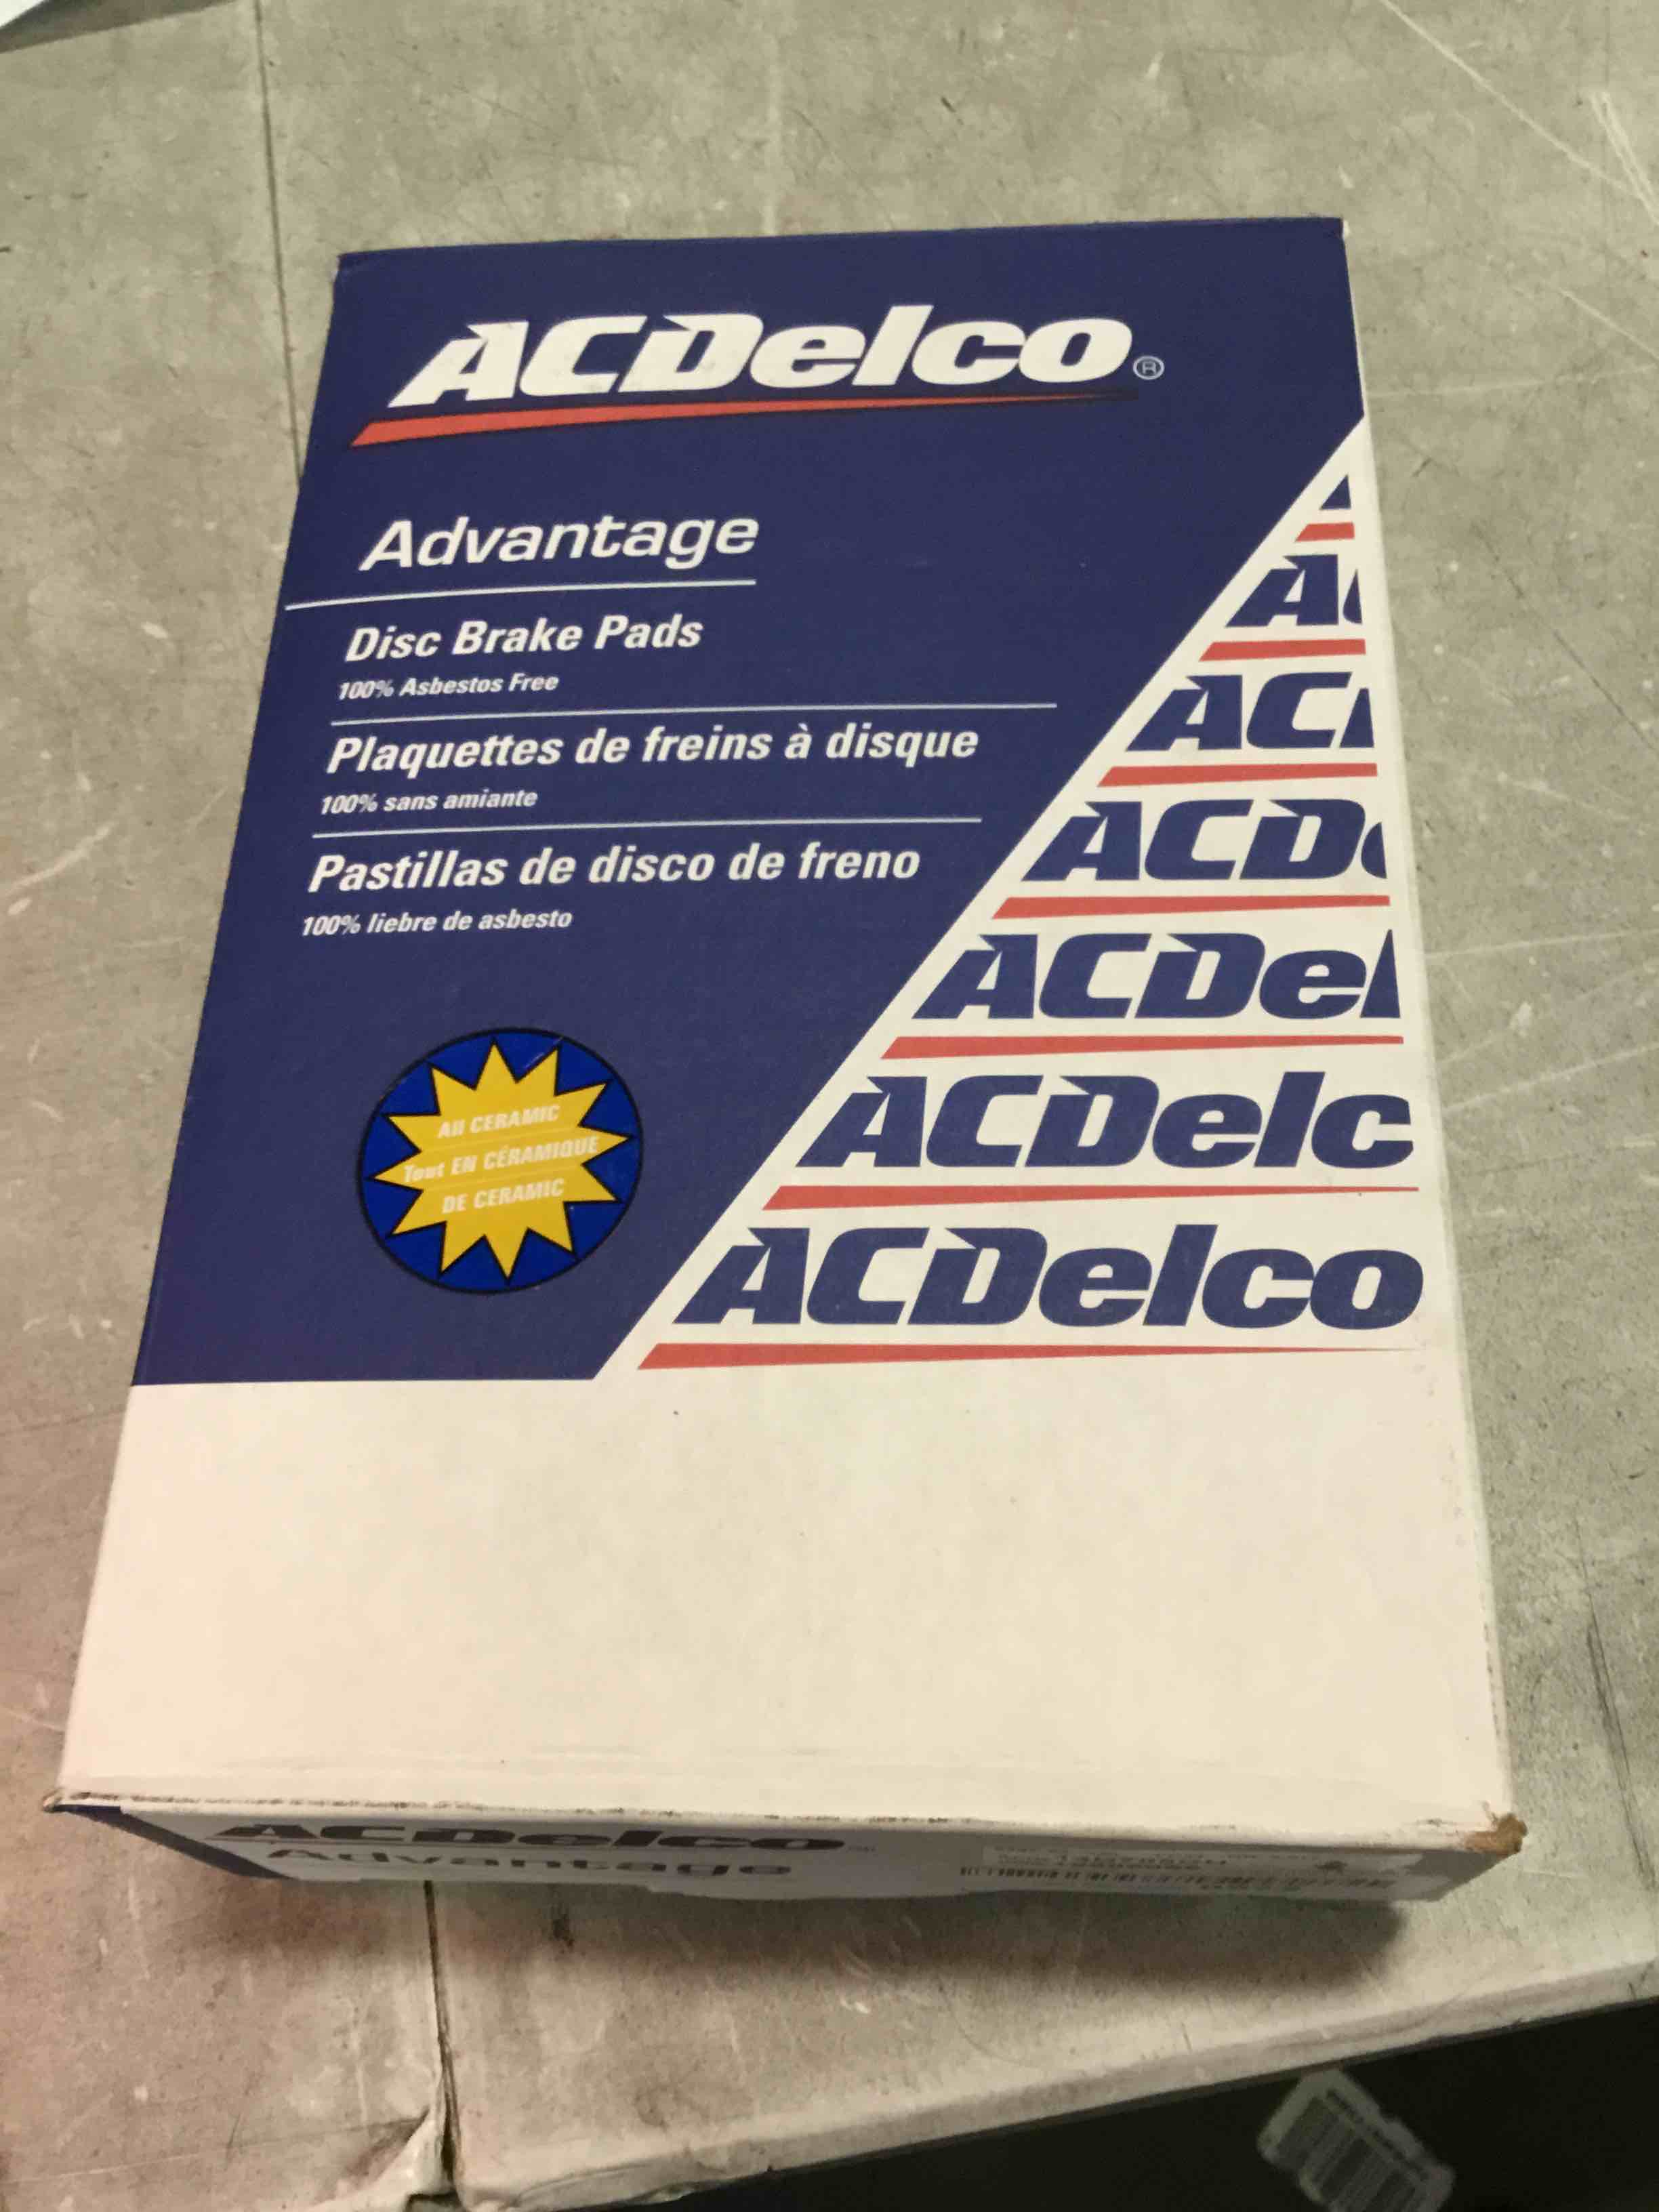 ACDelco®
Advantage
Disc Brake Pads
100% Asbestos Free
Plaquettes de freins à disque
100% sans amiante
Pastillas de disco de freno
100% liebre de asbesto
All CERAMIC
Tout EN CÉRAMIQUE
DE CERAMIC
A
AC
ACD
ACDel
ACDelc
ACDelco
ACDelco
Advantage